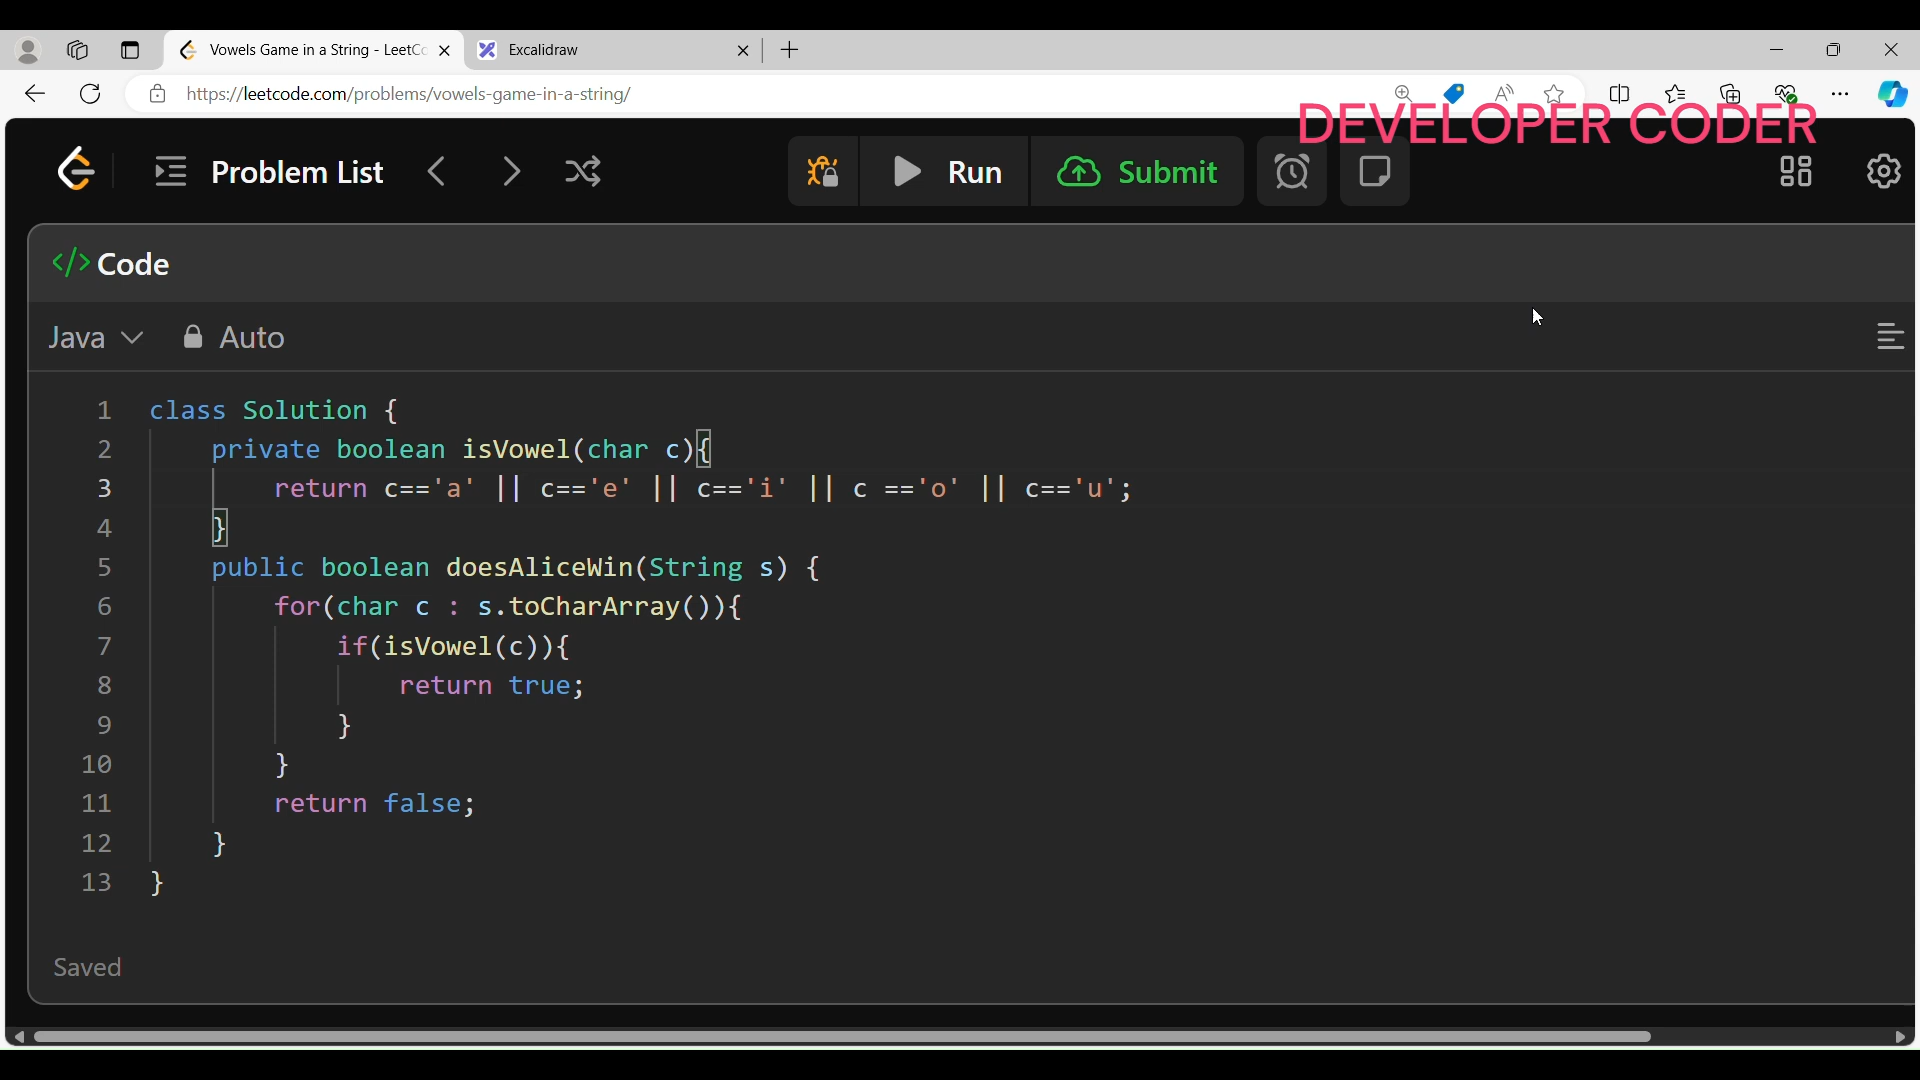 Vowels Game in a String - LeetCo
Excalidraw
https://leetcode.com/problems/vowels-game-in-a-string/
DEVELOPER CODER
Problem List
Run
Submit
</> Code
Java
Auto
1 class Solution {
2 private boolean isVowel(char c){
3 return c=='a' || c=='e' || c=='i' || c =='o' || c=='u';
4 }
5 public boolean doesAliceWin(String s) {
6 for(char c : s.toCharArray()){
7 if(isVowel(c)){
8 return true;
9 }
10 }
11 return false;
12 }
13 }
Saved